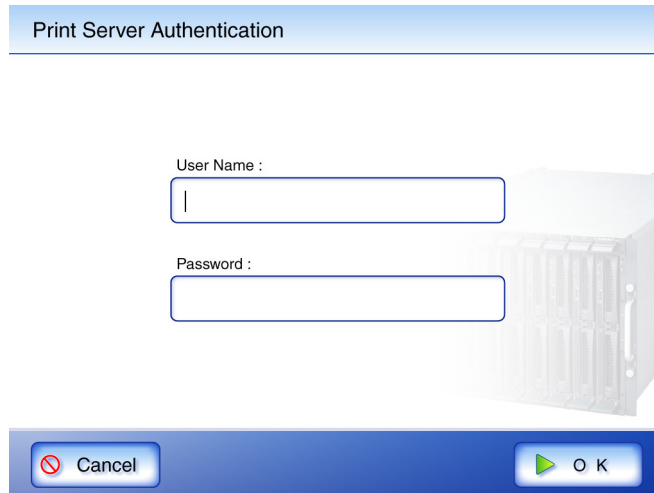 Print Server Authentication
User Name :
Password :
Cancel
O K